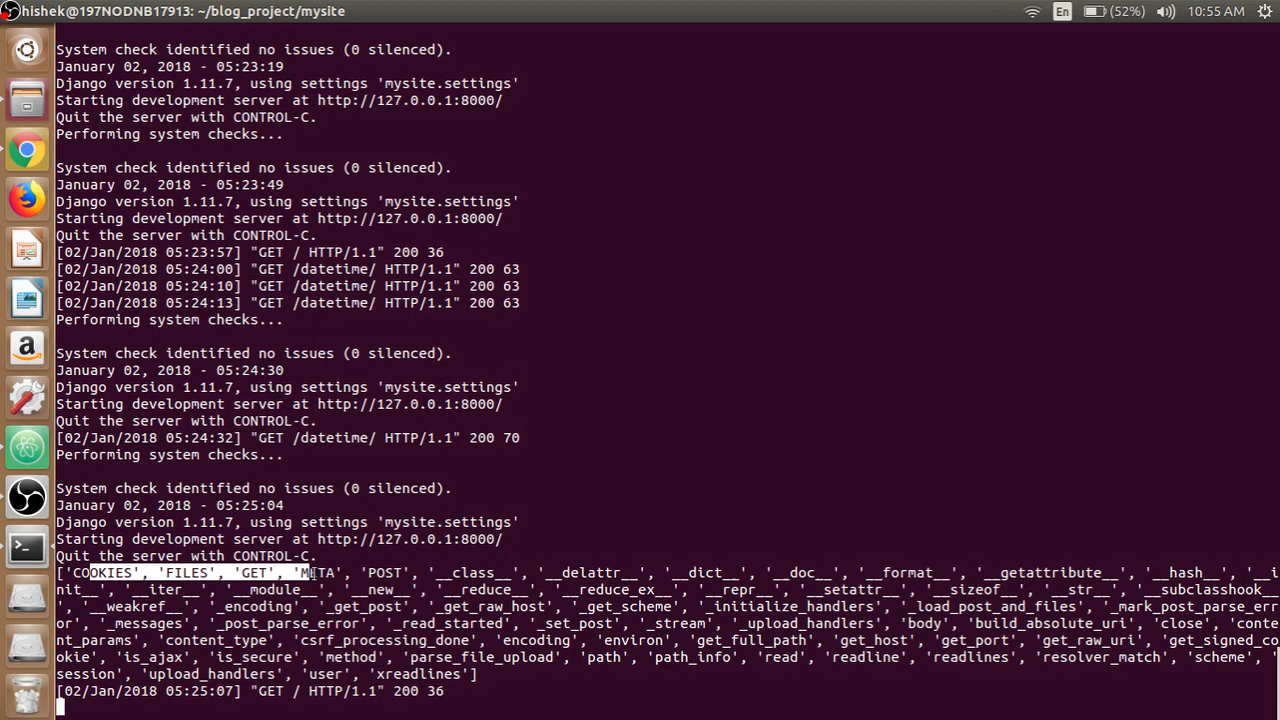 hishek@197NODNB17913: ~/blog_project/mysite
En
(52%)
10:55 AM
System check identified no issues (0 silenced).
January 02, 2018 - 05:23:19
Django version 1.11.7, using settings 'mysite.settings'
Starting development server at http://127.0.0.1:8000/
Quit the server with CONTROL-C.
Performing system checks...
System check identified no issues (0 silenced).
January 02, 2018 - 05:23:49
Django version 1.11.7, using settings 'mysite.settings'
Starting development server at http://127.0.0.1:8000/
Quit the server with CONTROL-C.
[02/Jan/2018 05:23:57] "GET / HTTP/1.1" 200 36
[02/Jan/2018 05:24:00] "GET /datetime/ HTTP/1.1" 200 63
[02/Jan/2018 05:24:10] "GET /datetime/ HTTP/1.1" 200 63
[02/Jan/2018 05:24:13] "GET /datetime/ HTTP/1.1" 200 63
Performing system checks...
System check identified no issues (0 silenced).
January 02, 2018 - 05:24:30
Django version 1.11.7, using settings 'mysite.settings'
Starting development server at http://127.0.0.1:8000/
Quit the server with CONTROL-C.
[02/Jan/2018 05:24:32] "GET /datetime/ HTTP/1.1" 200 70
Performing system checks...
System check identified no issues (0 silenced).
January 02, 2018 - 05:25:04
Django version 1.11.7, using settings 'mysite.settings'
Starting development server at http://127.0.0.1:8000/
Quit the server with CONTROL-C.
['COOKIES', 'FILES', 'GET', 'META', 'POST', '__class__', '__delattr__', '__dict__', '__doc__', '__format__', '__getattribute__', '__hash__', '__i
nit__', '__iter__', '__module__', '__new__', '__reduce__', '__reduce_ex__', '__repr__', '__setattr__', '__sizeof__', '__str__', '__subclasshook__
', '__weakref__', '_encoding', '_get_post', '_get_raw_host', '_get_scheme', '_initialize_handlers', '_load_post_and_files', '_mark_post_parse_err
or', '_messages', '_post_parse_error', '_read_started', '_set_post', '_stream', '_upload_handlers', 'body', 'build_absolute_uri', 'close', 'conte
nt_params', 'content_type', 'csrf_processing_done', 'encoding', 'environ', 'get_full_path', 'get_host', 'get_port', 'get_raw_uri', 'get_signed_co
okie', 'is_ajax', 'is_secure', 'method', 'parse_file_upload', 'path', 'path_info', 'read', 'readline', 'readlines', 'resolver_match', 'scheme', '
session', 'upload_handlers', 'user', 'xreadlines']
[02/Jan/2018 05:25:07] "GET / HTTP/1.1" 200 36